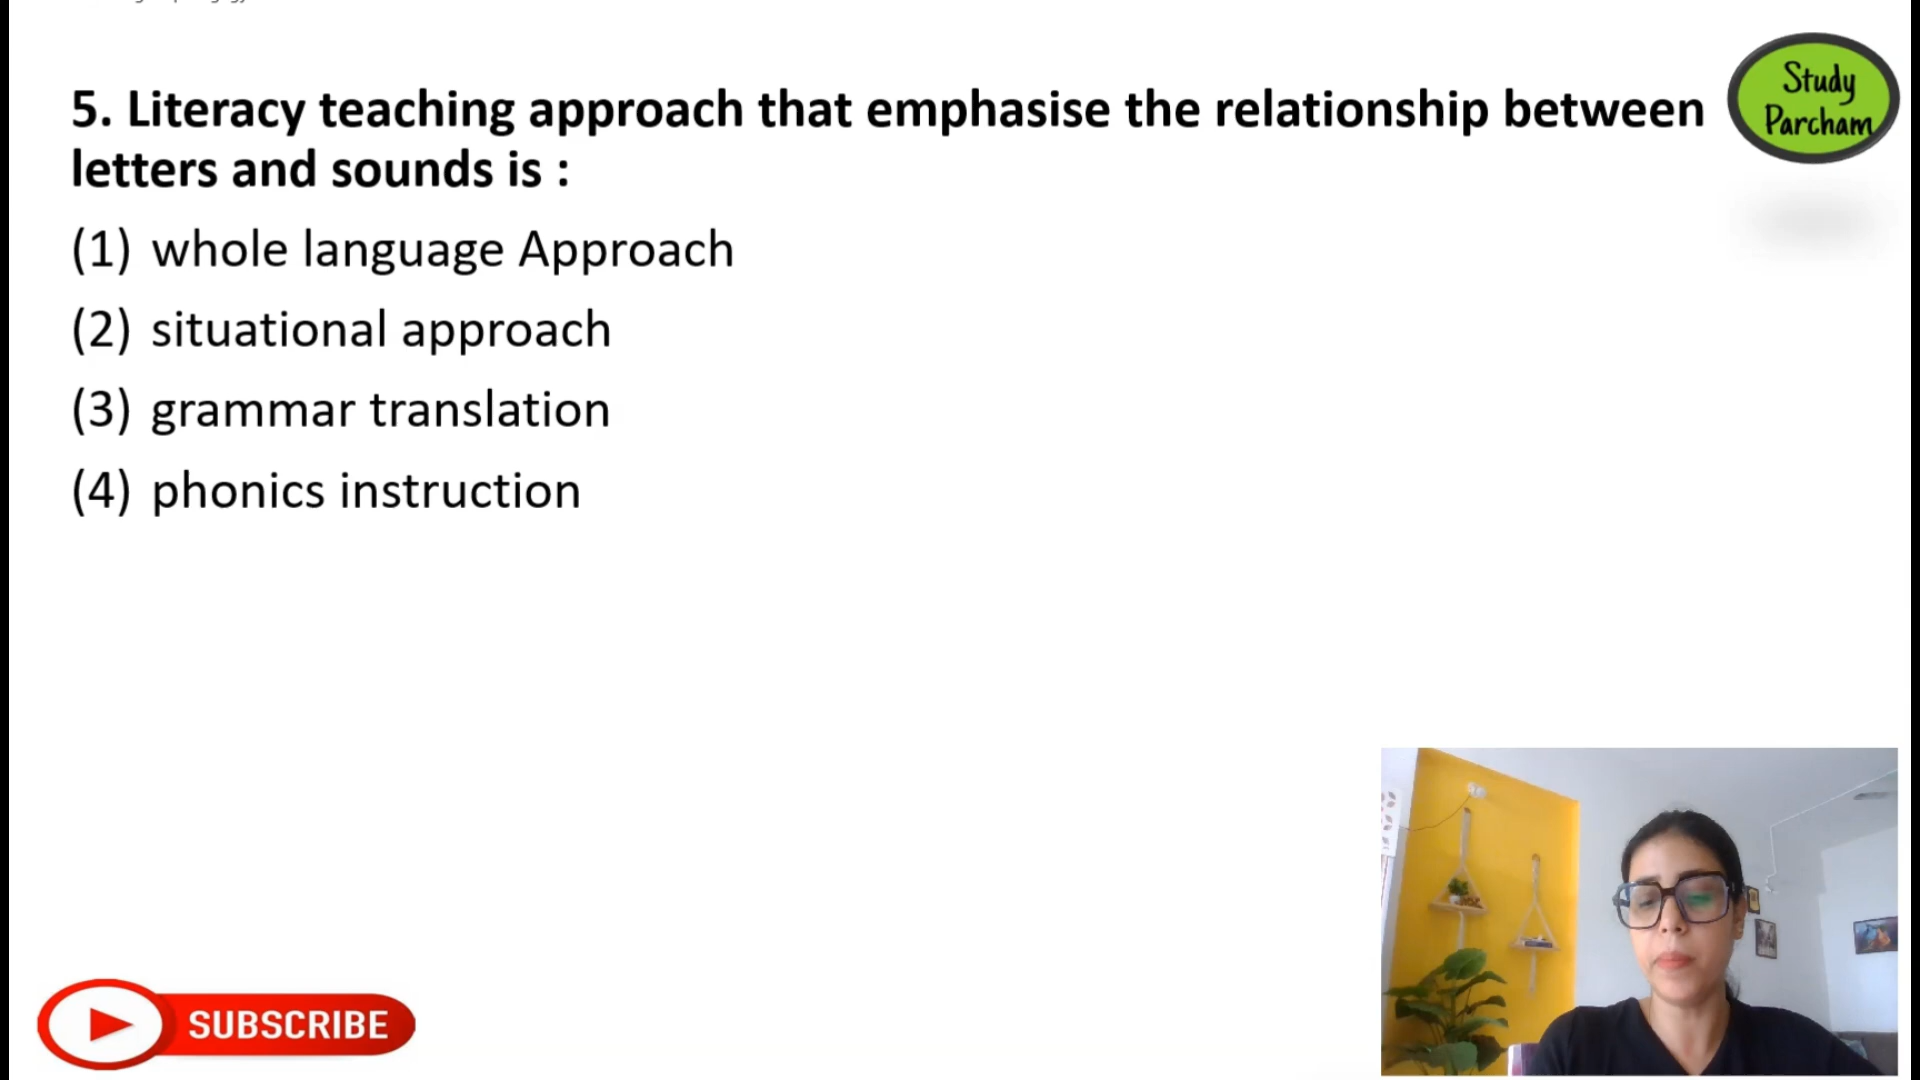 5. Literacy teaching approach that emphasise the relationship between
letters and sounds is :
(1) whole language Approach
(2) situational approach
(3) grammar translation
(4) phonics instruction
Study
Parcham
SUBSCRIBE